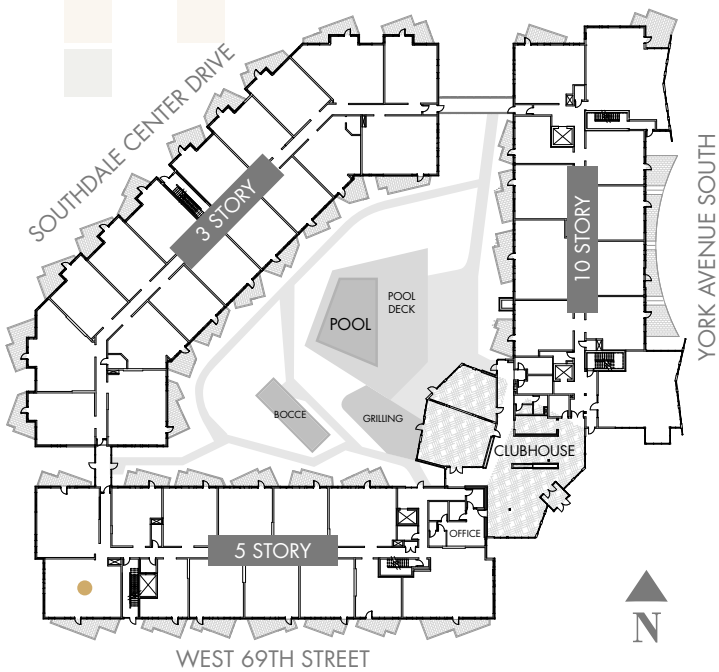 SOUTHDALE CENTER DRIVE
3 STORY
10 STORY
YORK AVENUE SOUTH
POOL
DECK
POOL
BOCCE
GRILLING
CLUBHOUSE
OFFICE
5 STORY
WEST 69TH STREET
N